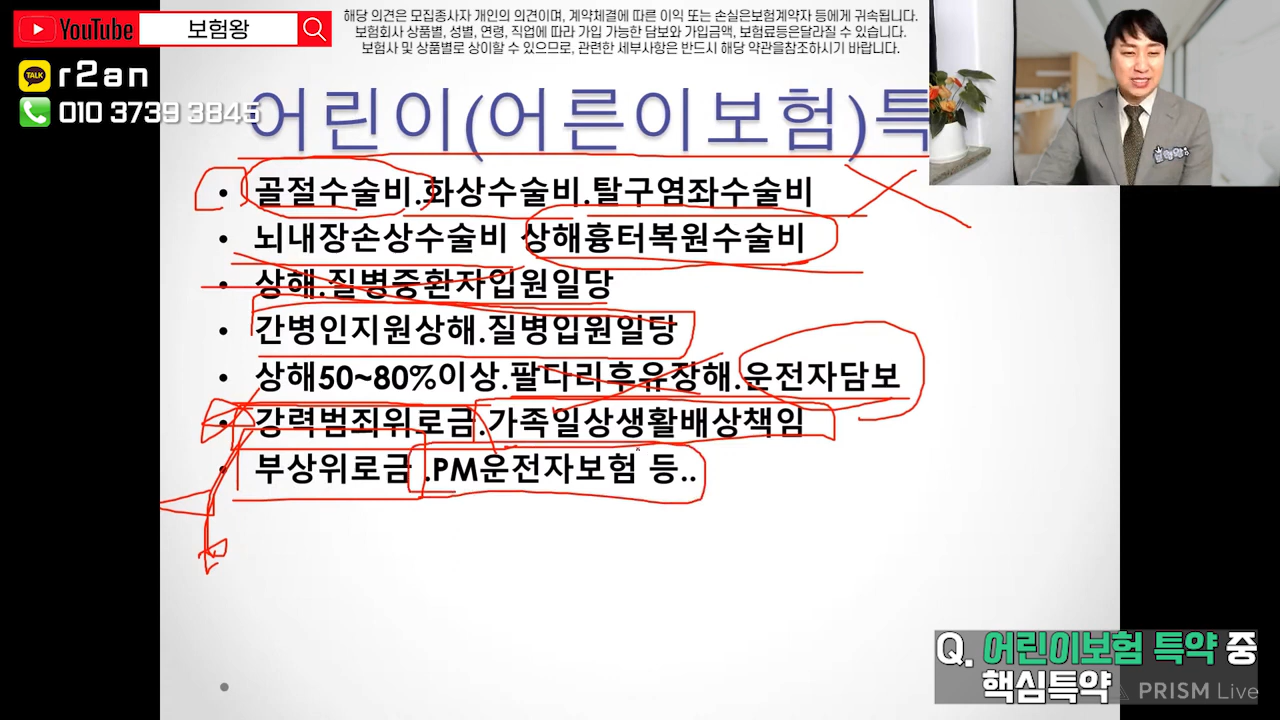 YouTube 보험왕
해당 의견은 모집종사자 개인의 의견이며, 계약체결에 따른 이익 또는 손실은보험계약자 등에게 귀속됩니다.
보험회사 상품별, 성별, 연령, 직업에 따라 가입 가능한 담보와 가입금액, 보험료등은달라질 수 있습니다.
보험사 및 상품별로 상이할 수 있으므로, 관련한 세부사항은 반드시 해당 약관을참조하시기 바랍니다.
TALK r2an
010 3739 3845
어린이(어른이보험)특
• 골절수술비.화상수술비.탈구염좌수술비
• 뇌내장손상수술비 상해흉터복원수술비
• 상해.질병중환자입원일당
• 간병인지원상해.질병입원일당
• 상해50~80%이상.팔다리후유장해.운전자담보
• 강력범죄위로금.가족일상생활배상책임
• 부상위로금 .PM운전자보험 등..
Q. 어린이보험 특약 중
핵심특약
PRISM Live